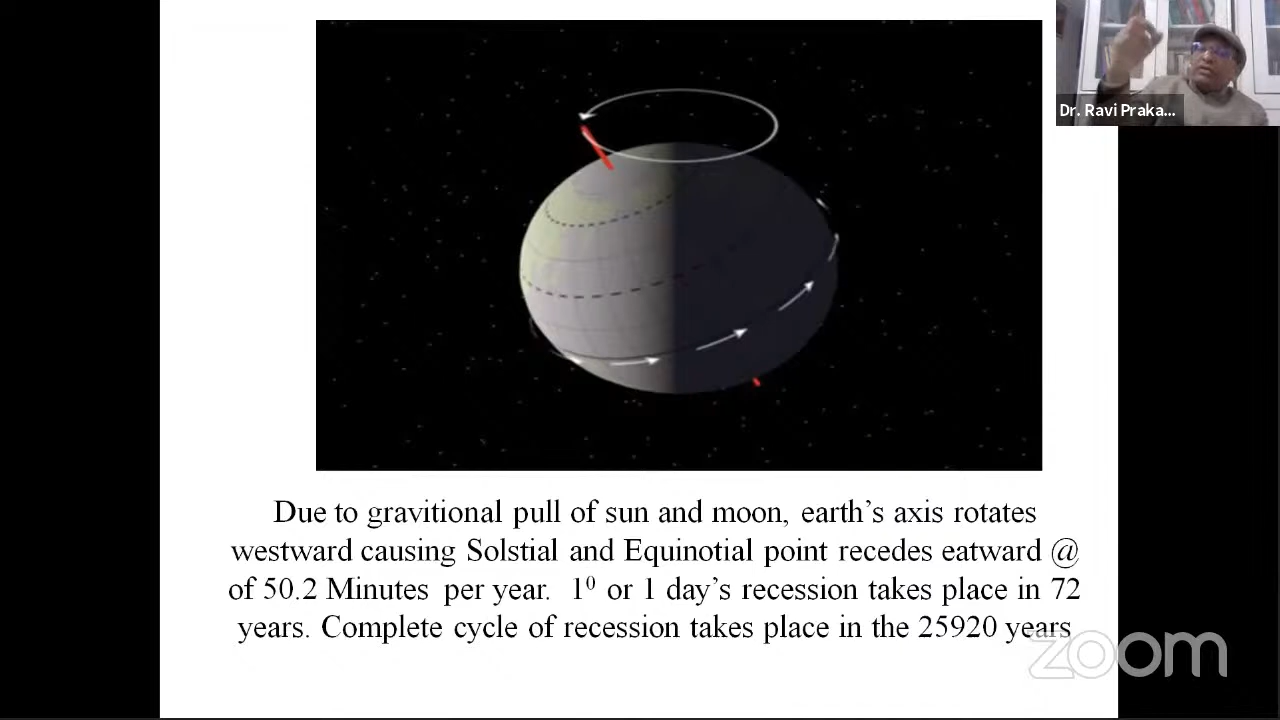 Dr. Ravi Praka...
Due to gravitional pull of sun and moon, earth's axis rotates
westward causing Solstial and Equinotial point recedes eatward @
of 50.2 Minutes per year. 1⁰ or 1 day's recession takes place in 72
years. Complete cycle of recession takes place in the 25920 years
zoom